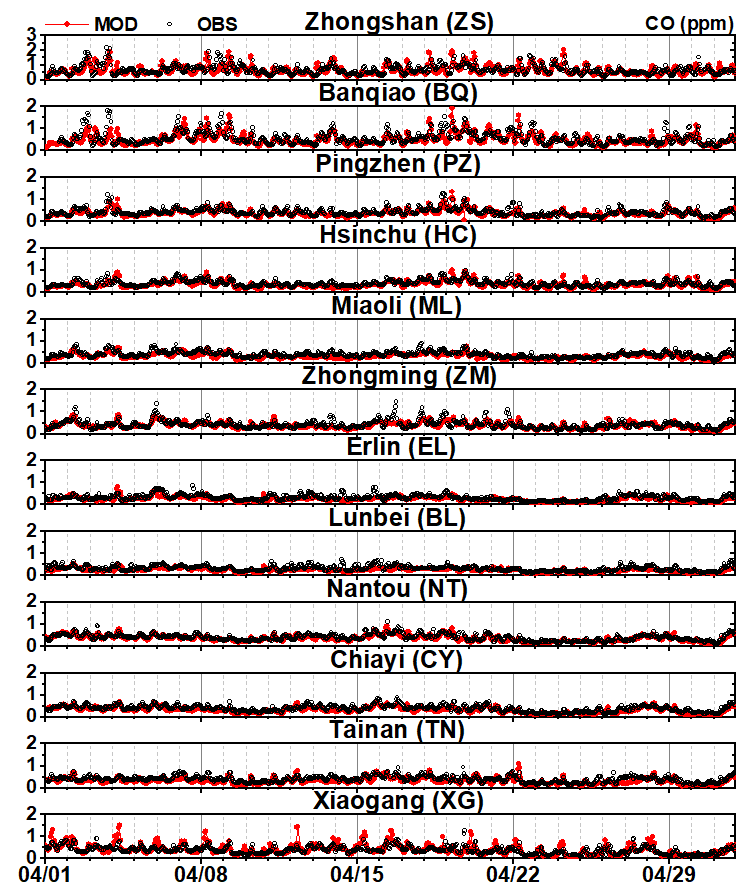 MOD OBS Zhongshan (ZS) CO (ppm)
3
2
1
0
Banqiao (BQ)
2
1
0
Pingzhen (PZ)
2
1
0
Hsinchu (HC)
2
1
0
Miaoli (ML)
2
1
0
Zhongming (ZM)
2
1
0
Erlin (EL)
2
1
0
Lunbei (BL)
2
1
0
Nantou (NT)
2
1
0
Chiayi (CY)
2
1
0
Tainan (TN)
2
1
0
Xiaogang (XG)
2
1
0
04/01 04/08 04/15 04/22 04/29